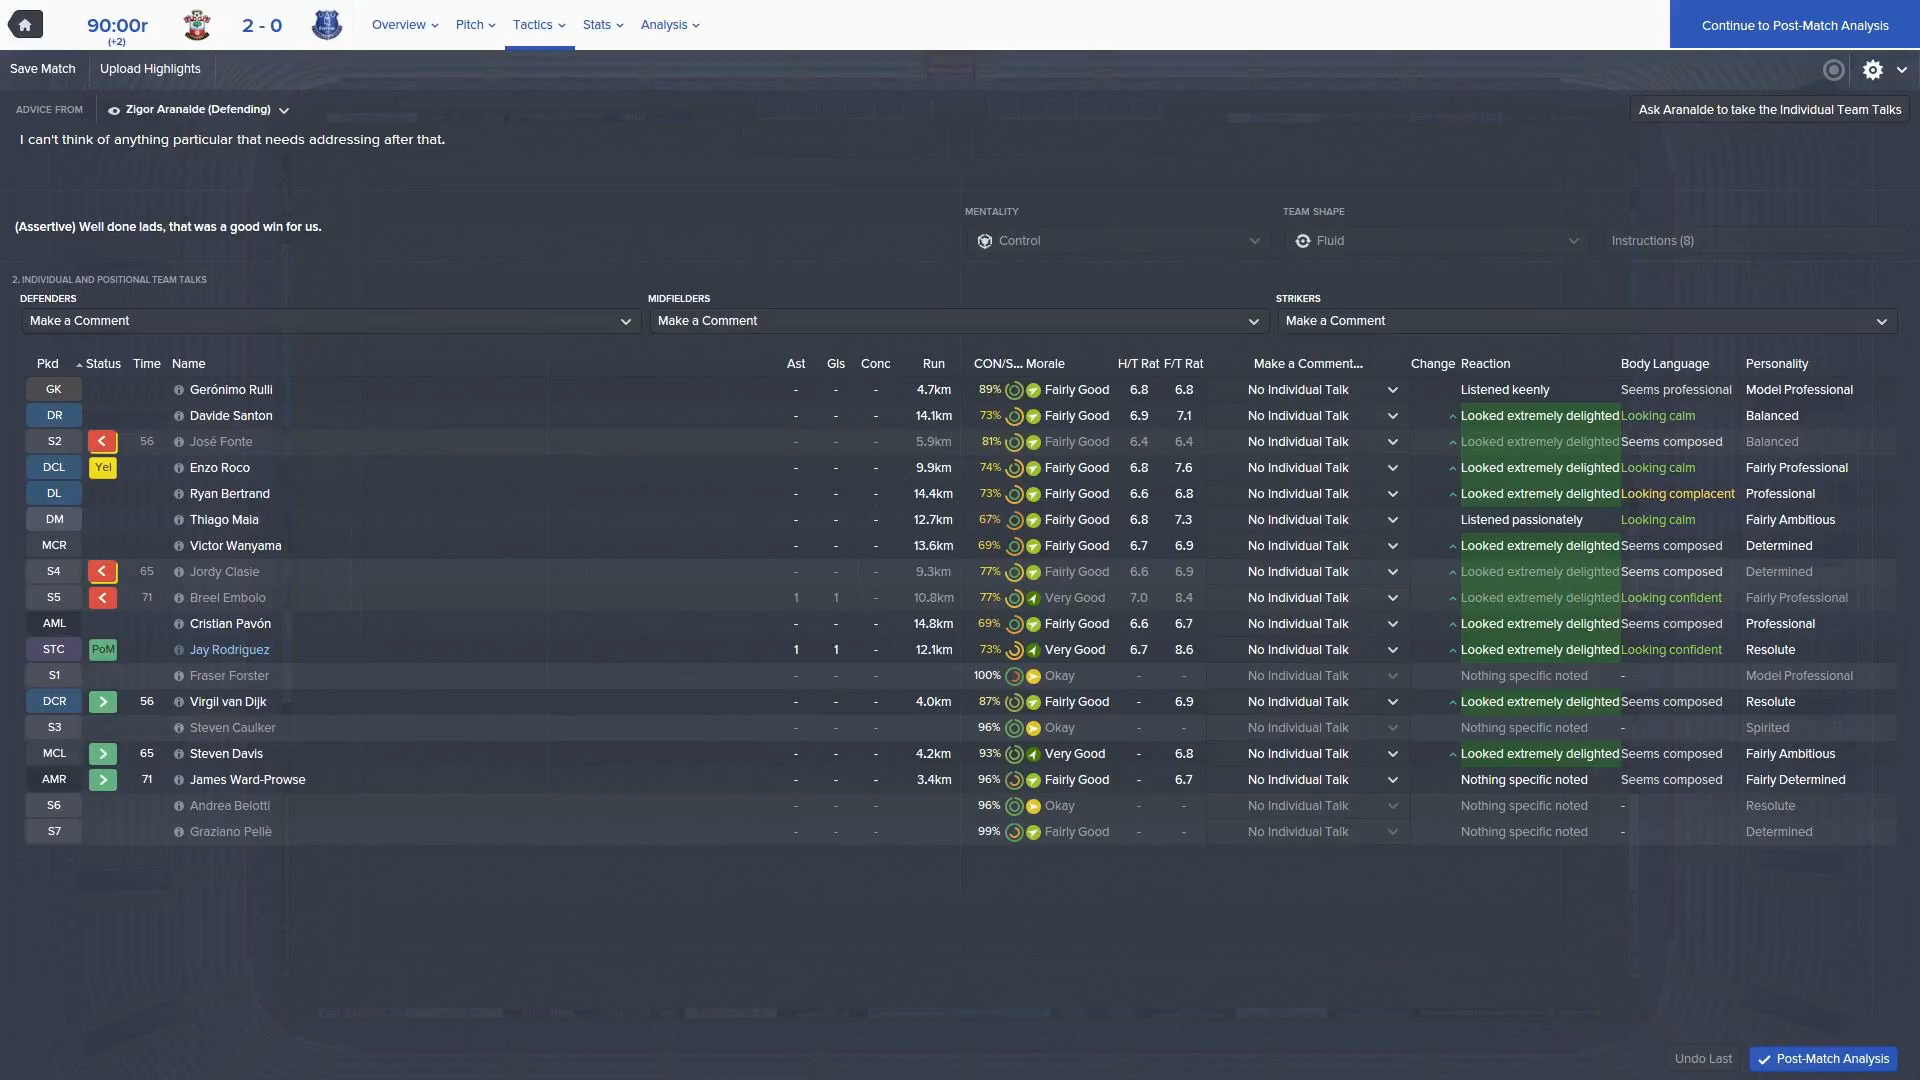 90:00r
(+2)
2 - 0
Overview
Pitch
Tactics
Stats
Analysis
Continue to Post-Match Analysis
Save Match
Upload Highlights
ADVICE FROM
Zigor Aranalde (Defending)
Ask Aranalde to take the Individual Team Talks
I can't think of anything particular that needs addressing after that.
MENTALITY
TEAM SHAPE
(Assertive) Well done lads, that was a good win for us.
Control
Fluid
Instructions (8)
2. INDIVIDUAL AND POSITIONAL TEAM TALKS
DEFENDERS
MIDFIELDERS
STRIKERS
Make a Comment
Make a Comment
Make a Comment
Pkd Status Time Name Ast Gls Conc Run CON/S... Morale H/T Rat F/T Rat Make a Comment... Change Reaction Body Language Personality
GK Gerónimo Rulli - - - 4.7km 89% Fairly Good 6.8 6.8 No Individual Talk Listened keenly Seems professional Model Professional
DR Davide Santon - - - 14.1km 73% Fairly Good 6.9 7.1 No Individual Talk Looked extremely delighted Looking calm Balanced
S2 56 José Fonte - - - 5.9km 81% Fairly Good 6.4 6.4 No Individual Talk Looked extremely delighted Seems composed Balanced
DCL Yel Enzo Roco - - - 9.9km 74% Fairly Good 6.8 7.6 No Individual Talk Looked extremely delighted Looking calm Fairly Professional
DL Ryan Bertrand - - - 14.4km 73% Fairly Good 6.6 6.8 No Individual Talk Looked extremely delighted Looking complacent Professional
DM Thiago Maia - - - 12.7km 67% Fairly Good 6.8 7.3 No Individual Talk Listened passionately Looking calm Fairly Ambitious
MCR Victor Wanyama - - - 13.6km 69% Fairly Good 6.7 6.9 No Individual Talk Looked extremely delighted Seems composed Determined
S4 65 Jordy Clasie - - - 9.3km 77% Fairly Good 6.6 6.9 No Individual Talk Looked extremely delighted Seems composed Determined
S5 71 Breel Embolo 1 1 - 10.8km 77% Very Good 7.0 8.4 No Individual Talk Looked extremely delighted Looking confident Fairly Professional
AML Cristian Pavón - - - 14.8km 69% Fairly Good 6.6 6.7 No Individual Talk Looked extremely delighted Seems composed Professional
STC PoM Jay Rodriguez 1 1 - 12.1km 73% Very Good 6.7 8.6 No Individual Talk Looked extremely delighted Looking confident Resolute
S1 Fraser Forster - - - 100% Okay - - No Individual Talk Nothing specific noted - Model Professional
DCR 56 Virgil van Dijk - - - 4.0km 87% Fairly Good - 6.9 No Individual Talk Looked extremely delighted Seems composed Resolute
S3 Steven Caulker - - - 96% Okay - - No Individual Talk Nothing specific noted - Spirited
MCL 65 Steven Davis - - - 4.2km 93% Very Good - 6.8 No Individual Talk Looked extremely delighted Seems composed Fairly Ambitious
AMR 71 James Ward-Prowse - - - 3.4km 96% Fairly Good - 6.7 No Individual Talk Nothing specific noted Seems composed Fairly Determined
S6 Andrea Belotti - - - 96% Okay - - No Individual Talk Nothing specific noted - Resolute
S7 Graziano Pellè - - - 99% Fairly Good - - No Individual Talk Nothing specific noted - Determined
Undo Last
Post-Match Analysis